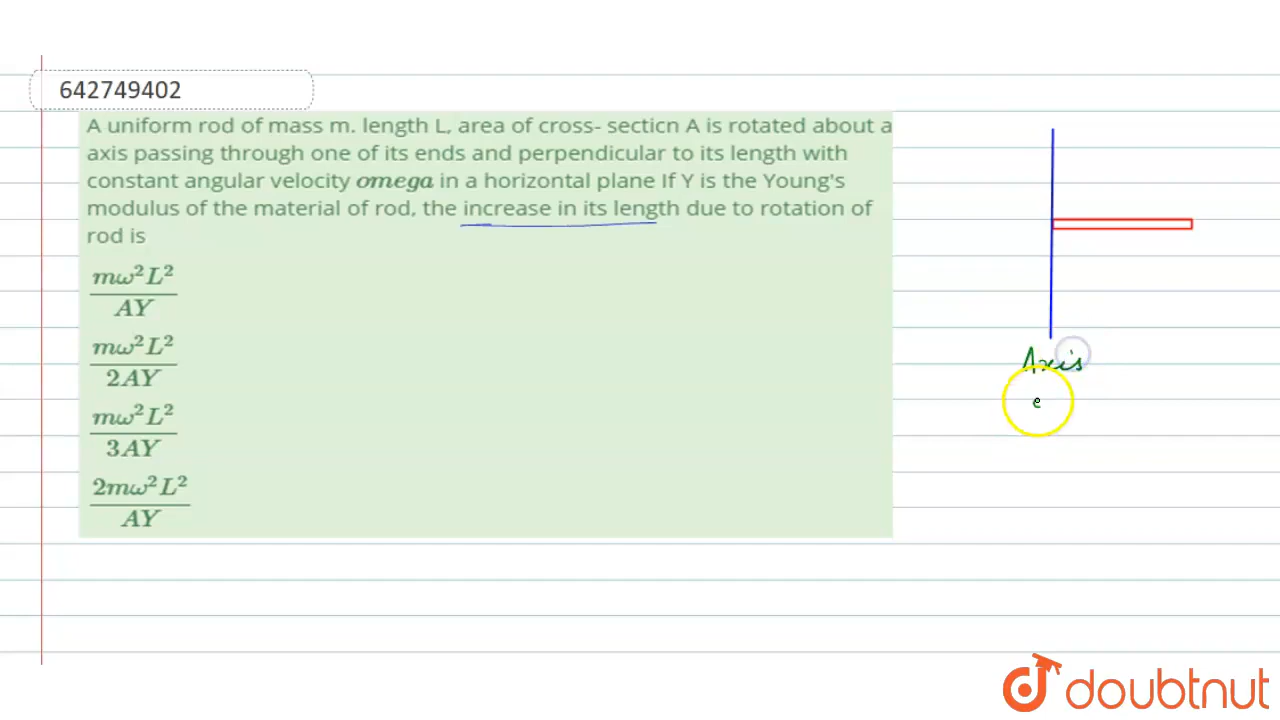 642749402
A uniform rod of mass m. length L, area of cross- secticn A is rotated about a
axis passing through one of its ends and perpendicular to its length with
constant angular velocity omega in a horizontal plane If Y is the Young's
modulus of the material of rod, the increase in its length due to rotation of
rod is
mω²L²
AY
mω²L²
2AY
mω²L²
3AY
2mω²L²
AY
Axis
e
doubtnut